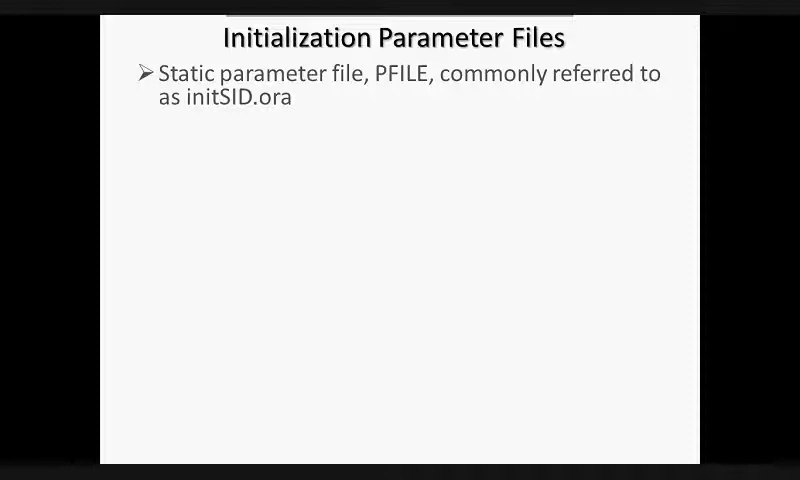 Initialization Parameter Files
Static parameter file, PFILE, commonly referred to
as initSID.ora